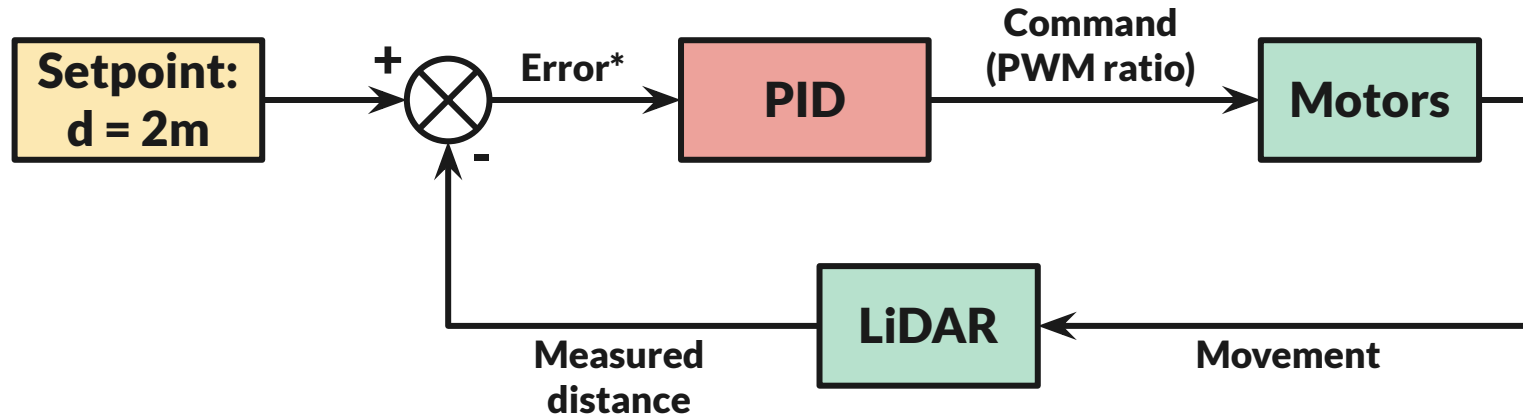 Setpoint:
d = 2m
+
-
Error*
PID
Command
(PWM ratio)
Motors
LiDAR
Measured
distance
Movement